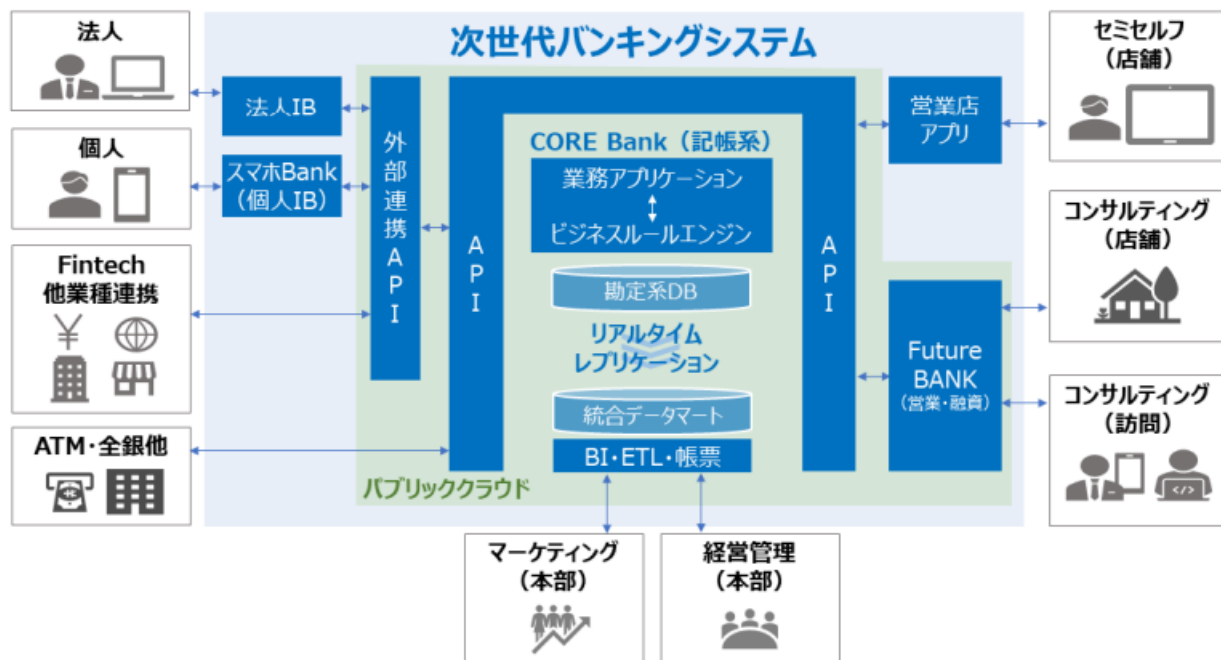 次世代バンキングシステム
法人
個人
Fintech
他業種連携
ATM・全銀他
法人IB
スマホBank
(個人IB)
外部連携API
API
CORE Bank(記帳系)
業務アプリケーション
ビジネスルールエンジン
勘定系DB
リアルタイム
レプリケーション
統合データマート
BI・ETL・帳票
パブリッククラウド
API
営業店
アプリ
Future
BANK
(営業・融資)
セミセルフ
(店舗)
コンサルティング
(店舗)
コンサルティング
(訪問)
マーケティング
(本部)
経営管理
(本部)